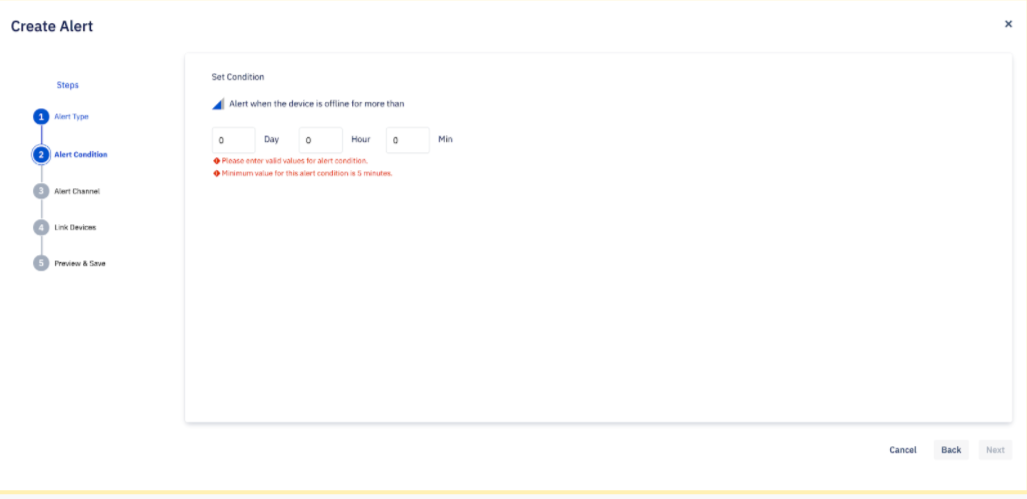 Create Alert
×
Steps
1 Alert Type
2 Alert Condition
3 Alert Channel
4 Link Devices
5 Preview & Save
Set Condition
Alert when the device is offline for more than
0 Day 0 Hour 0 Min
Please enter valid values for alert condition.
Minimum value for this alert condition is 5 minutes.
Cancel Back Next